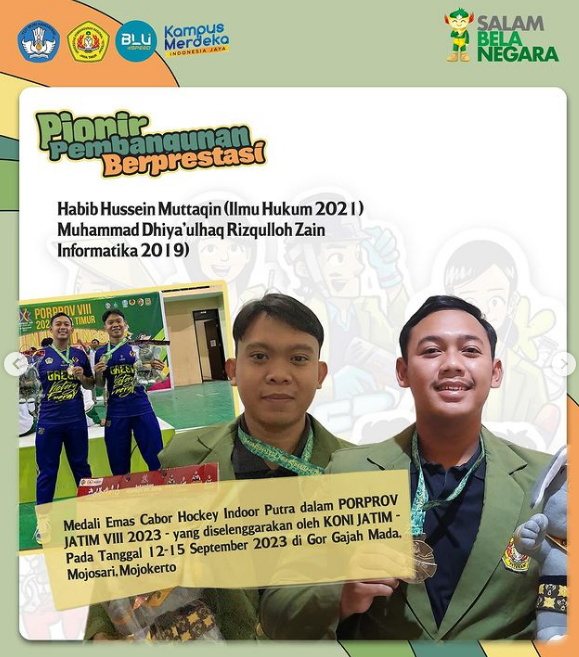 BLU
Kampus
Merdeka
INDONESIA JAYA
SALAM
BELA
NEGARA
Pionir
Pembangunan
Berprestasi
Habib Hussein Muttaqin (Ilmu Hukum 2021)
Muhammad Dhiya'ulhaq Rizqulloh Zain
Informatika 2019)
PORPROV VIII
Medali Emas Cabor Hockey Indoor Putra dalam PORPROV
JATIM VIII 2023 - yang diselenggarakan oleh KONI JATIM -
Pada Tanggal 12-15 September 2023 di Gor Gajah Mada,
Mojosari, Mojokerto